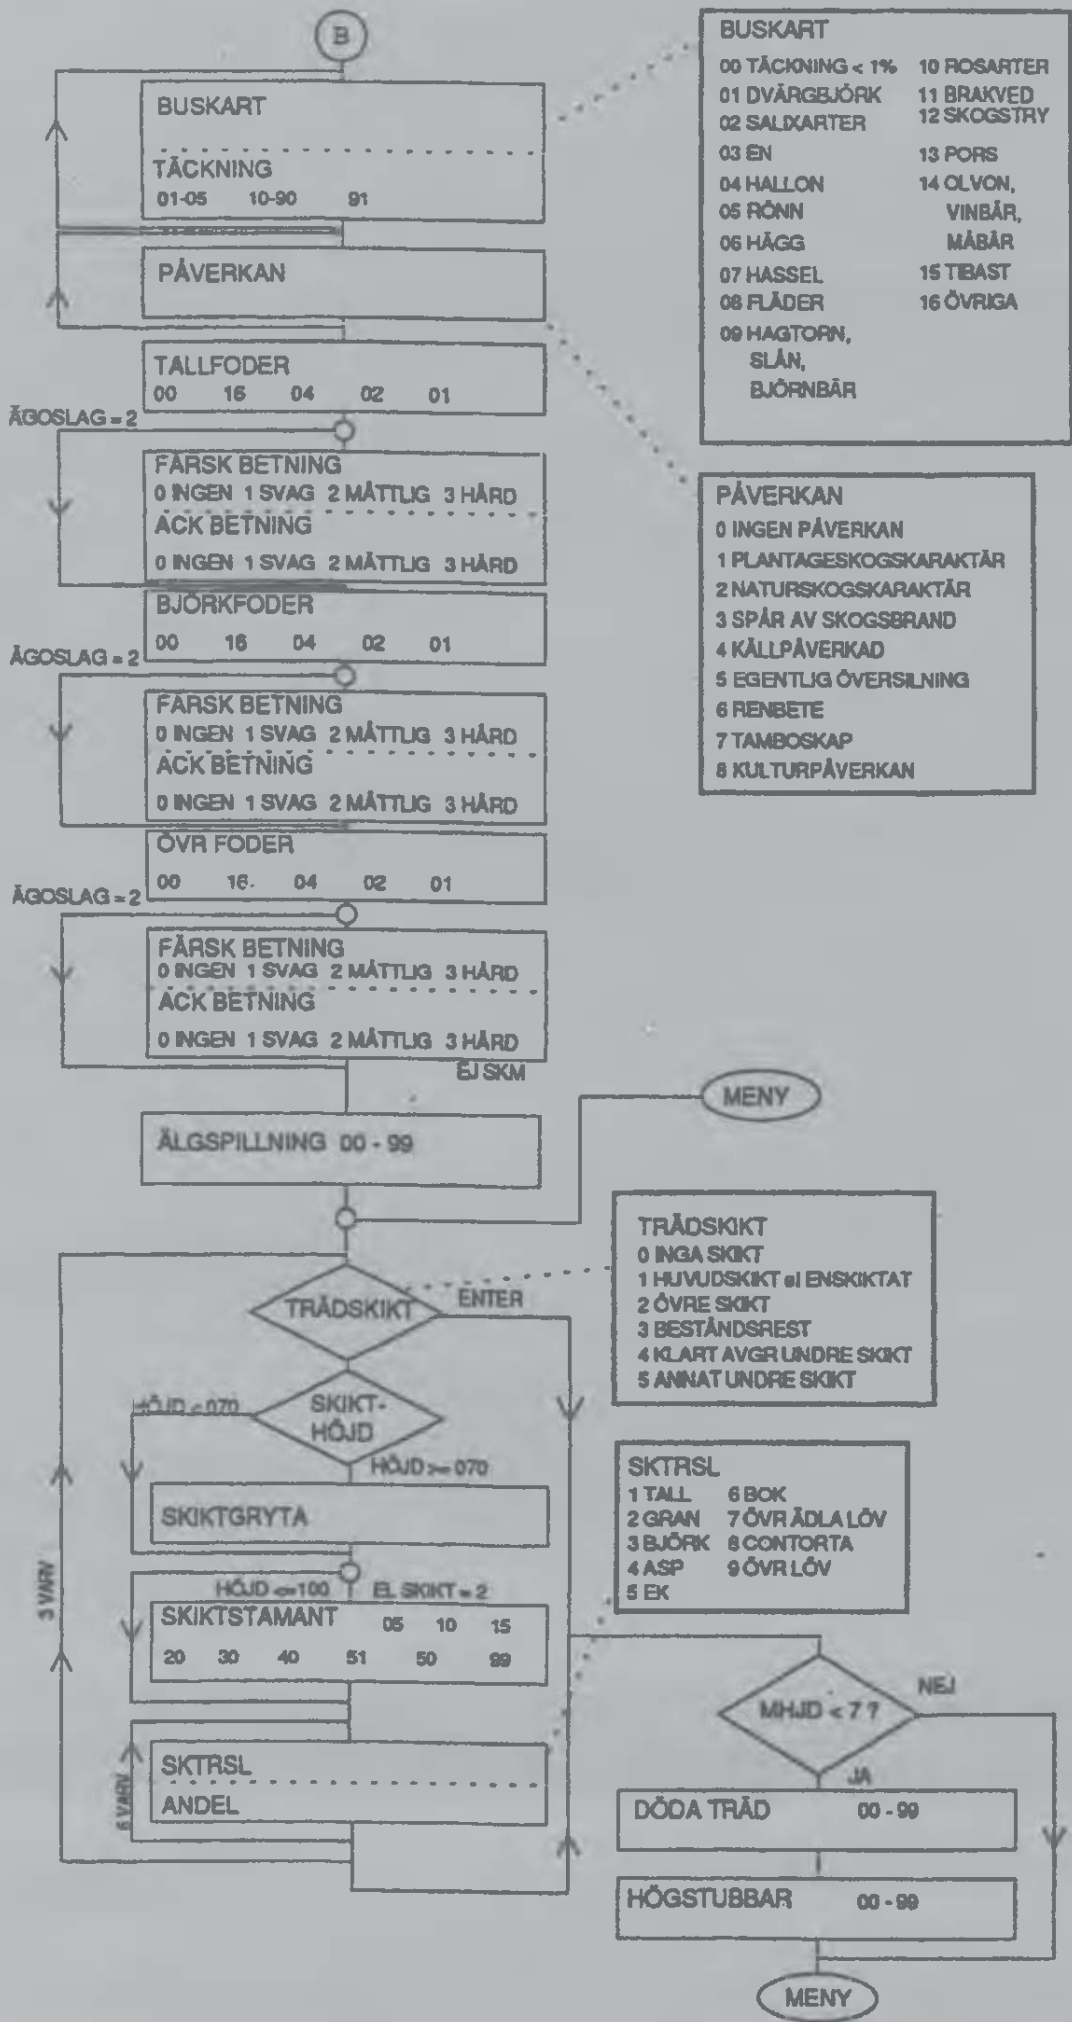 B
BUSKART
TÄCKNING
01-05 10-90 91
PÅVERKAN
TALLFODER
00 16 04 02 01
ÄGOSLAG = 2
FÄRSK BETNING
0 INGEN 1 SVAG 2 MÅTTLIG 3 HÅRD
ACK BETNING
0 INGEN 1 SVAG 2 MÅTTLIG 3 HÅRD
BJÖRKFODER
00 16 04 02 01
ÄGOSLAG = 2
FÄRSK BETNING
0 INGEN 1 SVAG 2 MÅTTLIG 3 HÅRD
ACK BETNING
0 INGEN 1 SVAG 2 MÅTTLIG 3 HÅRD
ÖVR FODER
00 16 04 02 01
ÄGOSLAG = 2
FÄRSK BETNING
0 INGEN 1 SVAG 2 MÅTTLIG 3 HÅRD
ACK BETNING
0 INGEN 1 SVAG 2 MÅTTLIG 3 HÅRD
EJ SKM
ÄLGSPILLNING 00 - 99
MENY
TRÄDSKIKT
ENTER
SKIKT-
HÖJD
HÖJD < 070
HÖJD >= 070
SKIKTGRYTA
HÖJD <=100 EL SKIKT = 2
SKIKTSTAMANT 05 10 15
20 30 40 51 50 99
SKTRSL
ANDEL
3 VARV
6 VARV
BUSKART
00 TÄCKNING < 1% 10 ROSARTER
01 DVÄRGBJÖRK 11 BRAKVED
02 SALIXARTER 12 SKOGSTRY
03 EN 13 PORS
04 HALLON 14 OLVON,
05 RÖNN VINBÄR,
06 HÄGG MÅBÄR
07 HASSEL 15 TIBAST
08 FLÄDER 16 ÖVRIGA
09 HAGTORN,
SLÅN,
BJÖRNBÄR
PÅVERKAN
0 INGEN PÅVERKAN
1 PLANTAGESKOGSKARAKTÄR
2 NATURSKOGSKARAKTÄR
3 SPÅR AV SKOGSBRAND
4 KÄLLPÅVERKAD
5 EGENTLIG ÖVERSILNING
6 RENBETE
7 TAMBOSKAP
8 KULTURPÅVERKAN
TRÄDSKIKT
0 INGA SKIKT
1 HUVUDSKIKT el ENSKIKTAT
2 ÖVRE SKIKT
3 BESTÅNDSREST
4 KLART AVGR UNDRE SKIKT
5 ANNAT UNDRE SKIKT
SKTRSL
1 TALL 6 BOK
2 GRAN 7 ÖVR ÄDLA LÖV
3 BJÖRK 8 CONTORTA
4 ASP 9 ÖVR LÖV
5 EK
MHJD < 7 ?
NEJ
JA
DÖDA TRÄD 00 - 99
HÖGSTUBBAR 00 - 99
MENY